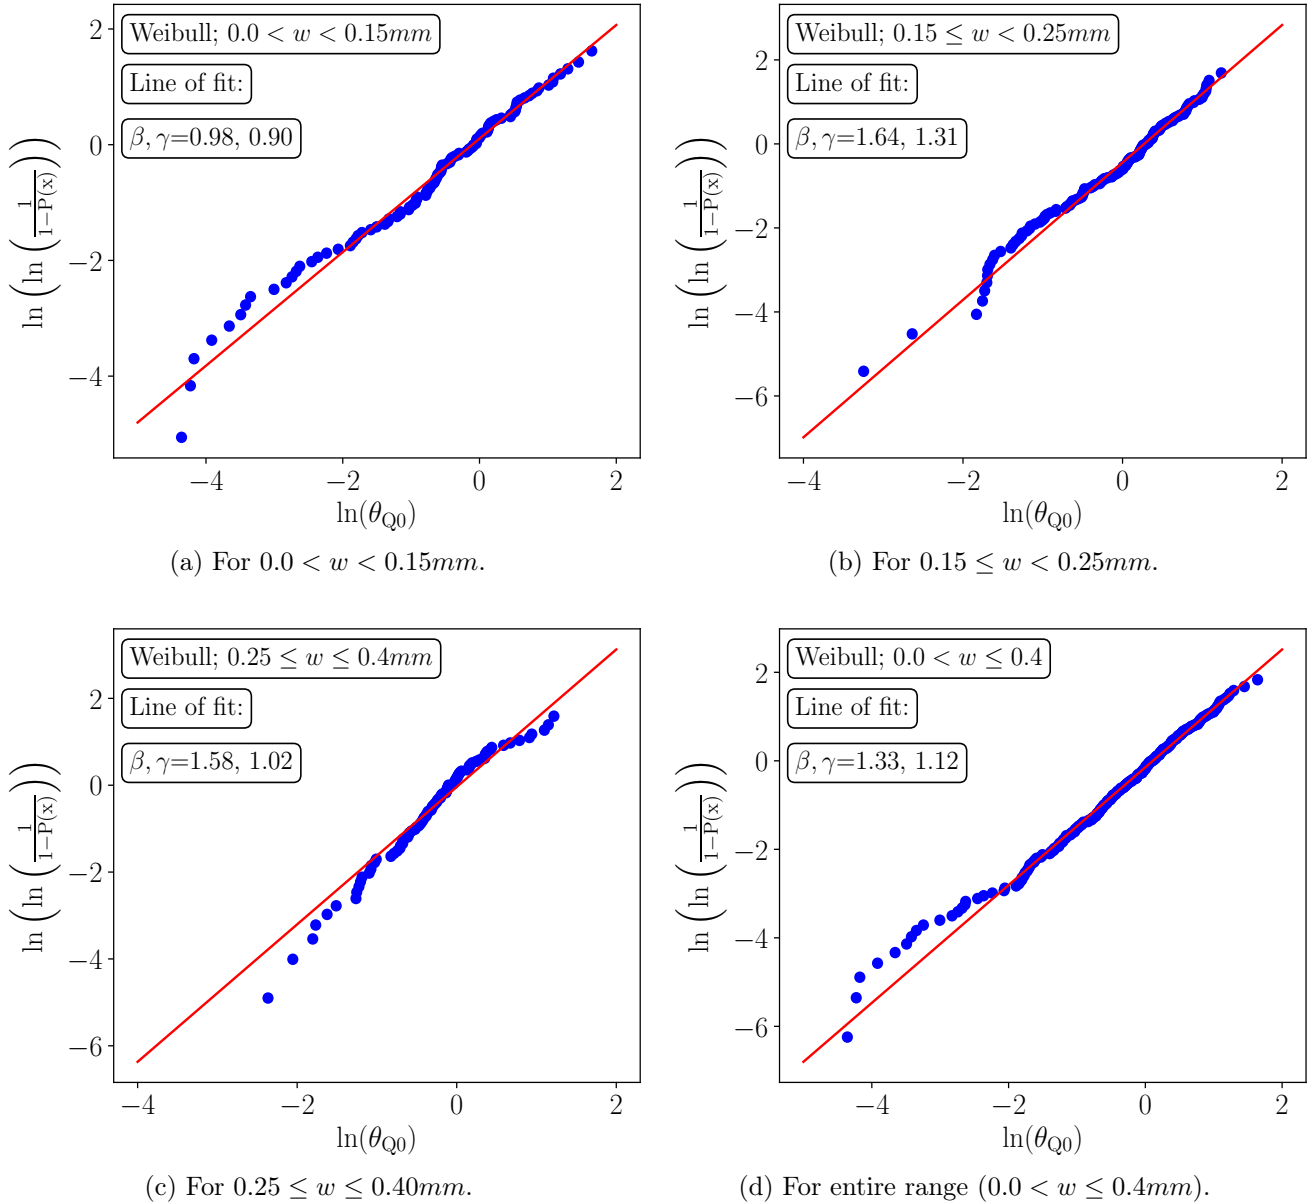 Weibull; 0.0 < w < 0.15mm
Line of fit:
β, γ=0.98, 0.90
2
0
−2
−4
ln(ln(1/(1−P(x))))
−4 −2 0 2
ln(θQ0)
(a) For 0.0 < w < 0.15mm.
Weibull; 0.15 ≤ w < 0.25mm
Line of fit:
β, γ=1.64, 1.31
2
0
−2
−4
−6
ln(ln(1/(1−P(x))))
−4 −2 0 2
ln(θQ0)
(b) For 0.15 ≤ w < 0.25mm.
Weibull; 0.25 ≤ w ≤ 0.4mm
Line of fit:
β, γ=1.58, 1.02
2
0
−2
−4
−6
ln(ln(1/(1−P(x))))
−4 −2 0 2
ln(θQ0)
(c) For 0.25 ≤ w ≤ 0.40mm.
Weibull; 0.0 < w ≤ 0.4
Line of fit:
β, γ=1.33, 1.12
2
0
−2
−4
−6
ln(ln(1/(1−P(x))))
−4 −2 0 2
ln(θQ0)
(d) For entire range (0.0 < w ≤ 0.4mm).